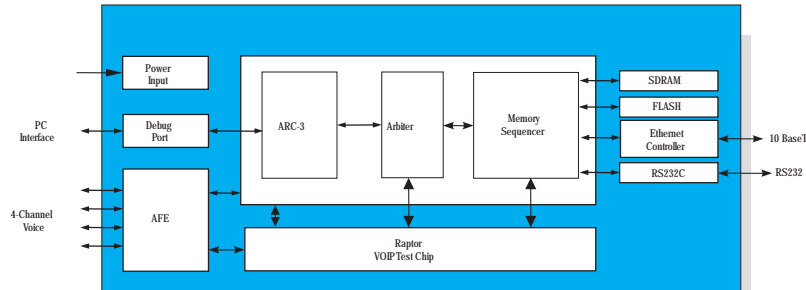 Power
Input
PC
Interface
Debug
Port
ARC-3
Arbiter
Memory
Sequencer
SDRAM
FLASH
Ethernet
Controller
10 BaseT
RS232C
RS232
4-Channel
Voice
AFE
Raptor
VOIP Test Chip